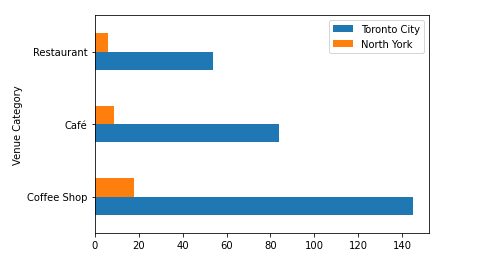 Toronto City
North York
Restaurant
Café
Coffee Shop
Venue Category
0 20 40 60 80 100 120 140